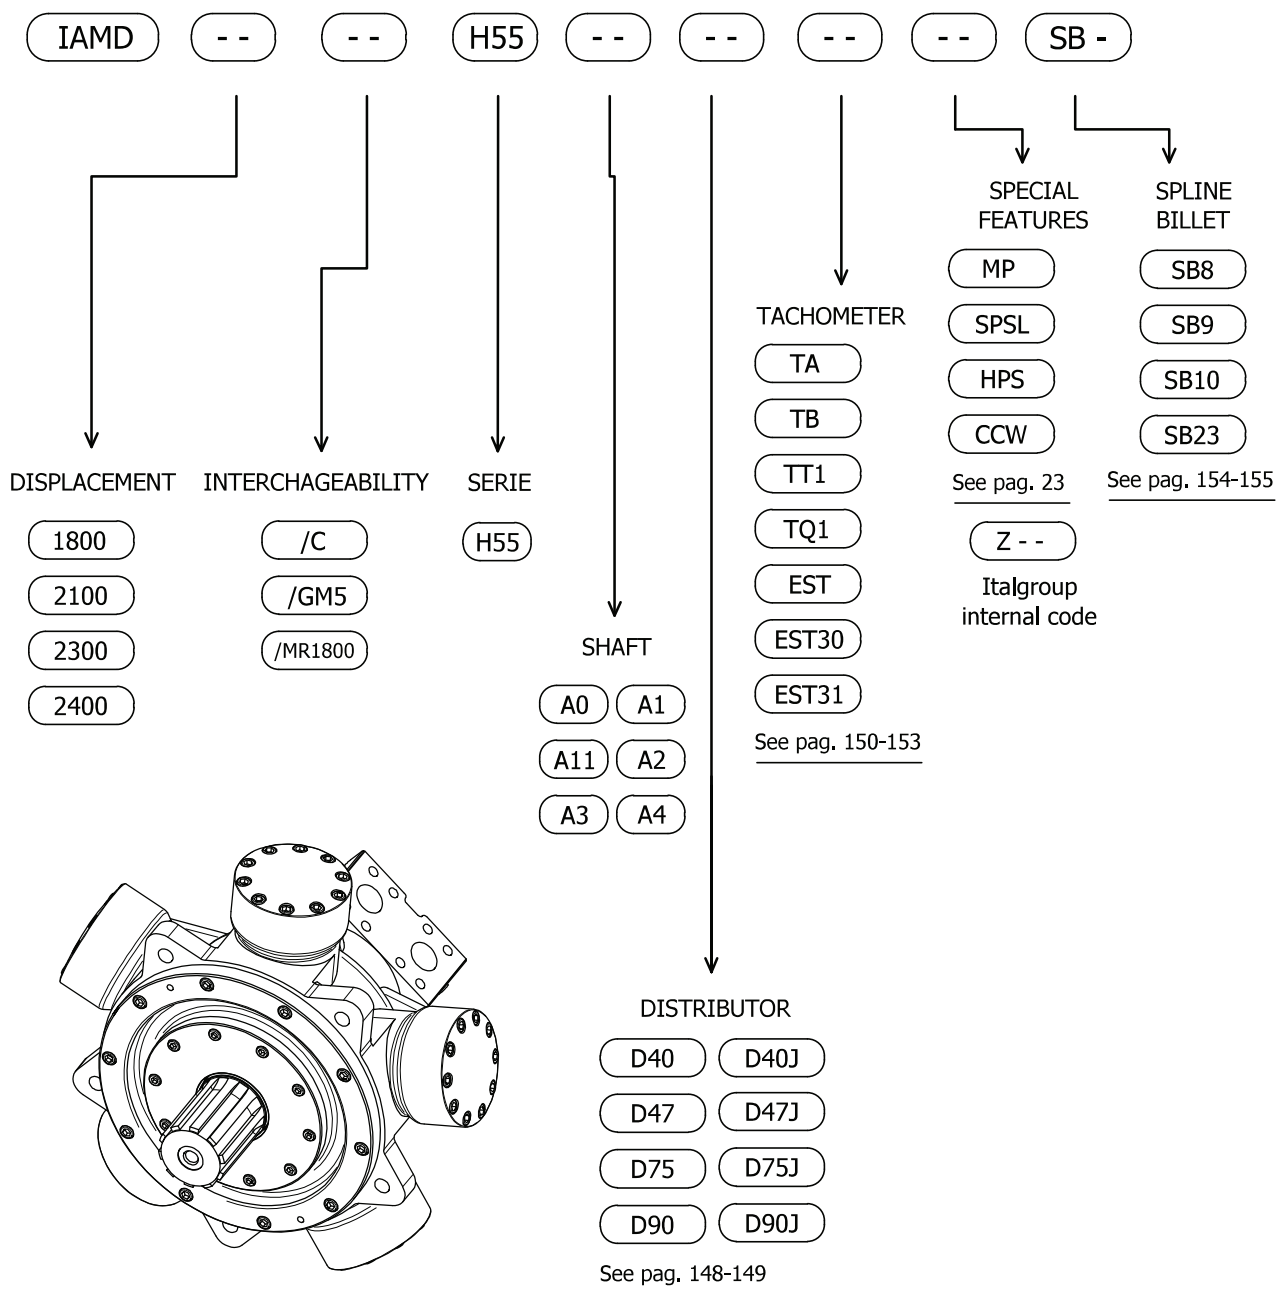 IAMD - - - - H55 - - - - - - - - SB -
SPECIAL
FEATURES
MP
SPSL
HPS
CCW
See pag. 23
Z - -
Italgroup
internal code
SPLINE
BILLET
SB8
SB9
SB10
SB23
See pag. 154-155
TACHOMETER
TA
TB
TT1
TQ1
EST
EST30
EST31
See pag. 150-153
DISPLACEMENT
1800
2100
2300
2400
INTERCHAGEABILITY
/C
/GM5
/MR1800
SERIE
H55
SHAFT
A0 A1
A11 A2
A3 A4
DISTRIBUTOR
D40 D40J
D47 D47J
D75 D75J
D90 D90J
See pag. 148-149